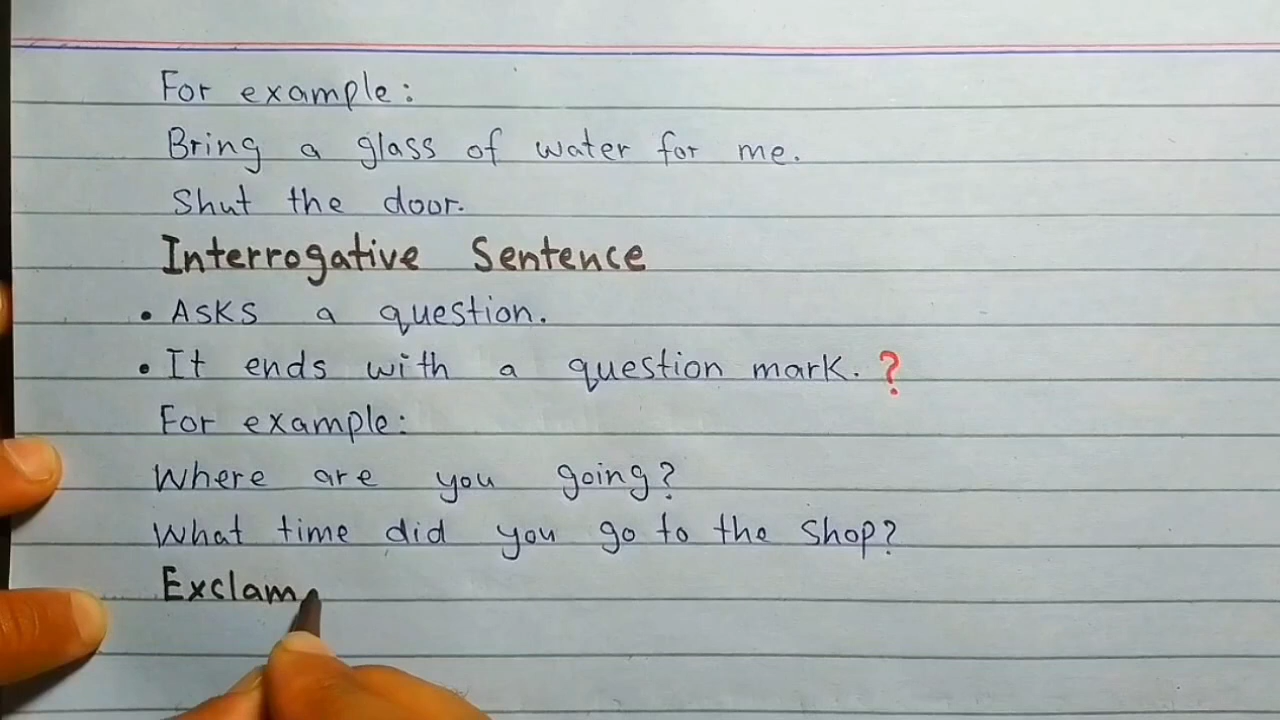 For example:
Bring a glass of water for me.
Shut the door.
Interrogative Sentence
• Asks a question.
• It ends with a question mark. ?
For example:
Where are you going?
What time did you go to the shop?
Exclam